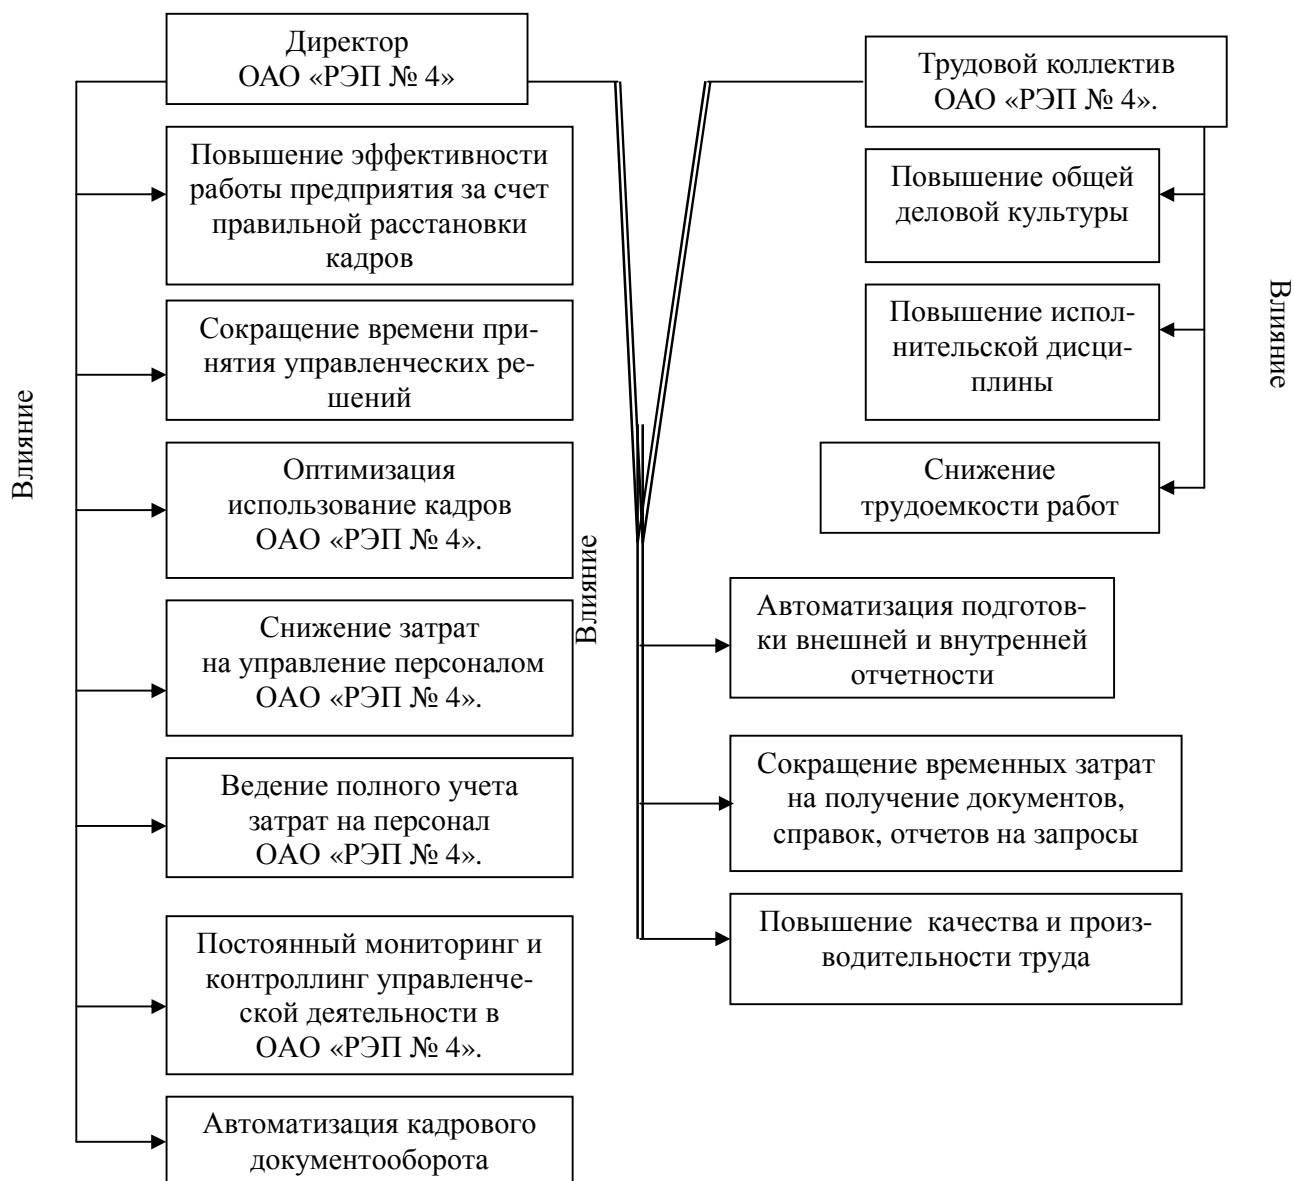 Директор
ОАО «РЭП № 4»
Трудовой коллектив
ОАО «РЭП № 4».
Повышение эффективности
работы предприятия за счет
правильной расстановки
кадров
Сокращение времени при-
нятия управленческих ре-
шений
Оптимизация
использование кадров
ОАО «РЭП № 4».
Снижение затрат
на управление персоналом
ОАО «РЭП № 4».
Ведение полного учета
затрат на персонал
ОАО «РЭП № 4».
Постоянный мониторинг и
контроллинг управленче-
ской деятельности в
ОАО «РЭП № 4».
Автоматизация кадрового
документооборота
Влияние
Влияние
Повышение общей
деловой культуры
Повышение испол-
нительской дисци-
плины
Снижение
трудоемкости работ
Влияние
Автоматизация подготов-
ки внешней и внутренней
отчетности
Сокращение временных затрат
на получение документов,
справок, отчетов на запросы
Повышение качества и произ-
водительности труда